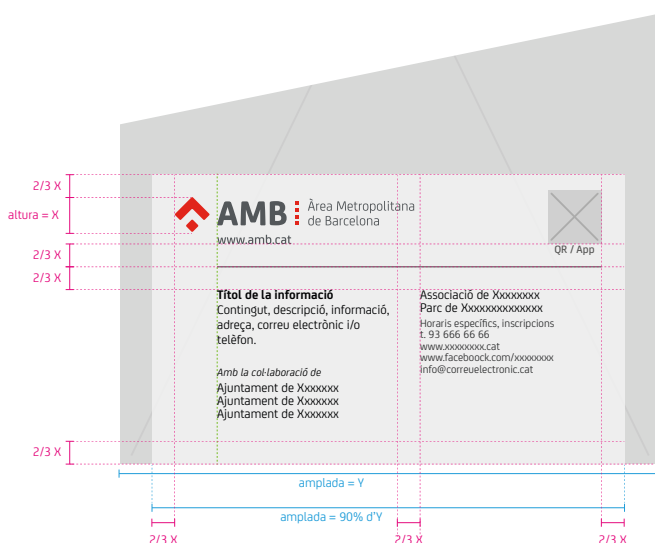 2/3 X
altura = X
2/3 X
2/3 X
AMB
Àrea Metropolitana
de Barcelona
www.amb.cat
QR / App
Títol de la informació
Contingut, descripció, informació,
adreça, correu electrònic i/o
telèfon.
Amb la col·laboració de
Ajuntament de Xxxxxxx
Ajuntament de Xxxxxxx
Ajuntament de Xxxxxxx
Associació de Xxxxxxxx
Parc de Xxxxxxxxxxxxxx
Horaris específics, inscripcions
t. 93 666 66 66
www.xxxxxxxx.cat
www.faceboock.com/xxxxxxxx
info@correuelectronic.cat
2/3 X
amplada = Y
amplada = 90% d'Y
2/3 X
2/3 X
2/3 X